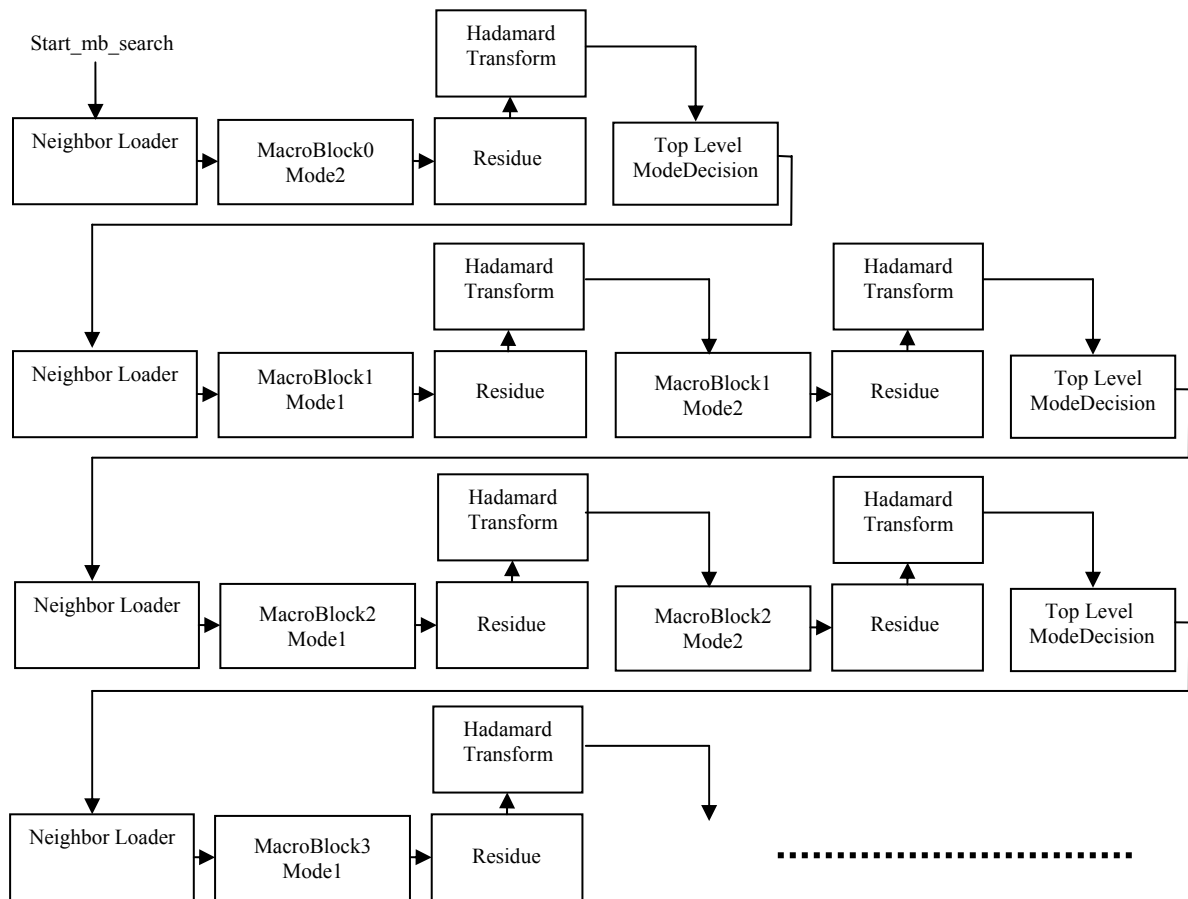 Start_mb_search
Hadamard
Transform
Neighbor Loader
MacroBlock0
Mode2
Residue
Top Level
ModeDecision
Hadamard
Transform
Hadamard
Transform
Neighbor Loader
MacroBlock1
Mode1
Residue
MacroBlock1
Mode2
Residue
Top Level
ModeDecision
Hadamard
Transform
Hadamard
Transform
Neighbor Loader
MacroBlock2
Mode1
Residue
MacroBlock2
Mode2
Residue
Top Level
ModeDecision
Hadamard
Transform
Neighbor Loader
MacroBlock3
Mode1
Residue